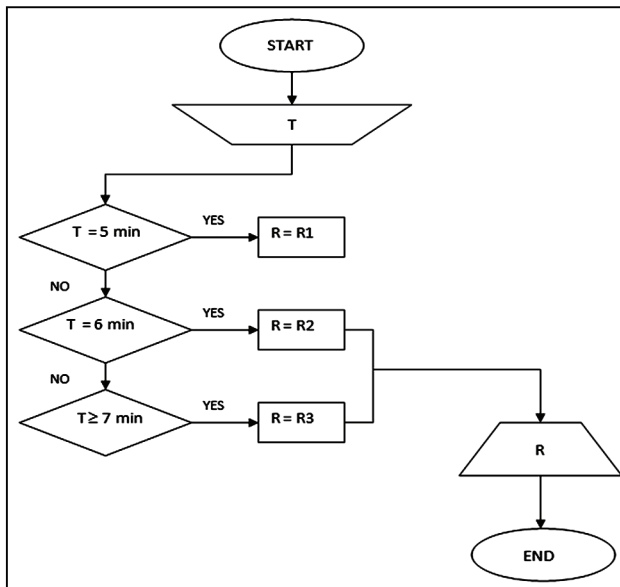 START
T
T = 5 min
YES
R = R1
NO
T = 6 min
YES
R = R2
NO
T ≥ 7 min
YES
R = R3
R
END